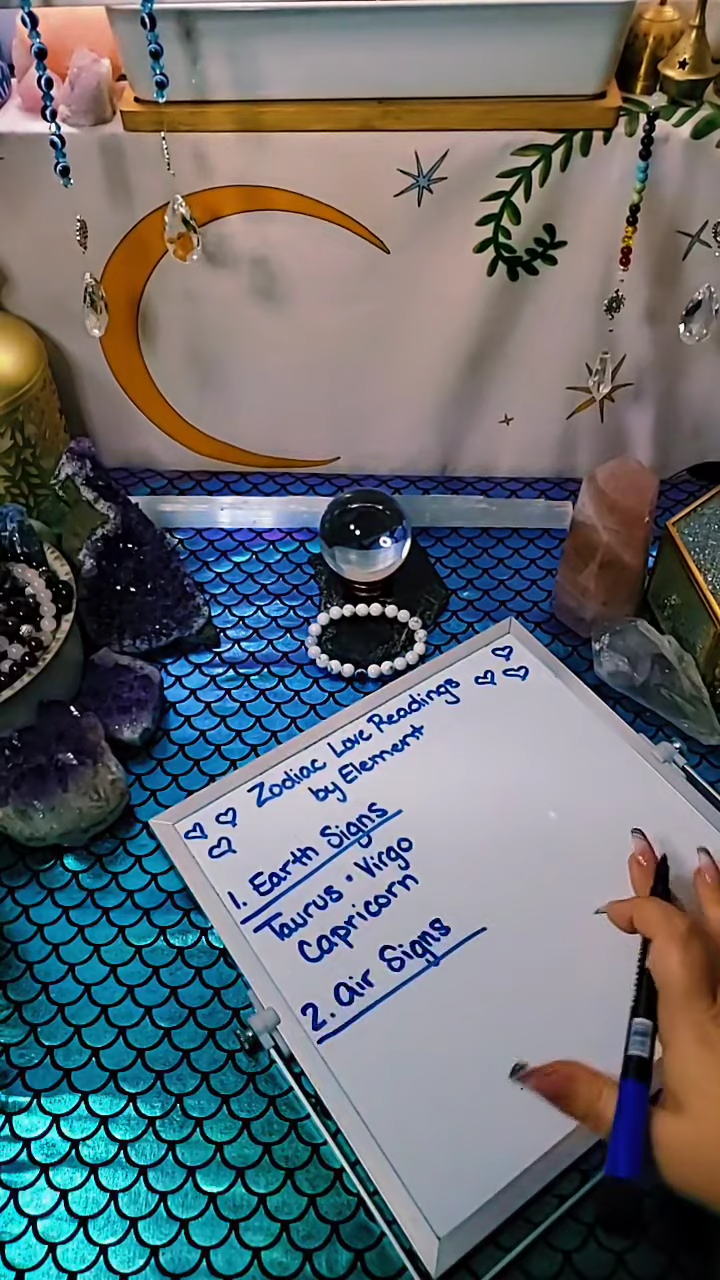 Zodiac Love Readings
by Element
1. Earth Signs
Taurus • Virgo
Capricorn
2. Air Signs